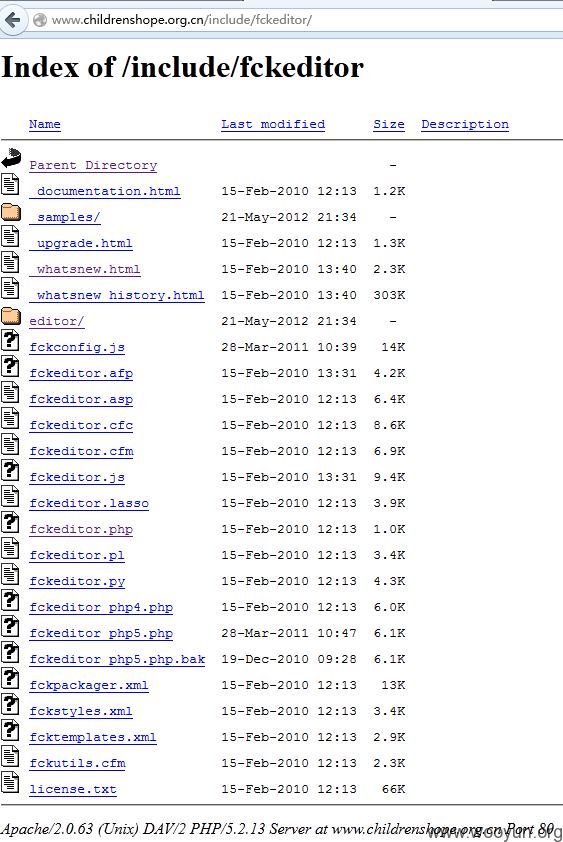 www.childrenshope.org.cn/include/fckeditor/
Index of /include/fckeditor
Name Last modified Size Description
Parent Directory -
_documentation.html 15-Feb-2010 12:13 1.2K
_samples/ 21-May-2012 21:34 -
_upgrade.html 15-Feb-2010 12:13 1.3K
_whatsnew.html 15-Feb-2010 13:40 2.3K
_whatsnew_history.html 15-Feb-2010 13:40 303K
editor/ 21-May-2012 21:34 -
fckconfig.js 28-Mar-2011 10:39 14K
fckeditor.afp 15-Feb-2010 13:31 4.2K
fckeditor.asp 15-Feb-2010 12:13 6.4K
fckeditor.cfc 15-Feb-2010 12:13 8.6K
fckeditor.cfm 15-Feb-2010 12:13 6.9K
fckeditor.js 15-Feb-2010 13:31 9.4K
fckeditor.lasso 15-Feb-2010 12:13 3.9K
fckeditor.php 15-Feb-2010 12:13 1.0K
fckeditor.pl 15-Feb-2010 12:13 3.4K
fckeditor.py 15-Feb-2010 12:13 4.3K
fckeditor_php4.php 15-Feb-2010 12:13 6.0K
fckeditor_php5.php 28-Mar-2011 10:47 6.1K
fckeditor_php5.php.bak 19-Dec-2010 09:28 6.1K
fckpackager.xml 15-Feb-2010 12:13 13K
fckstyles.xml 15-Feb-2010 12:13 3.4K
fcktemplates.xml 15-Feb-2010 12:13 2.9K
fckutils.cfm 15-Feb-2010 12:13 2.3K
license.txt 15-Feb-2010 12:13 66K
Apache/2.0.63 (Unix) DAV/2 PHP/5.2.13 Server at www.childrenshope.org.cn Port 80
www.wooyun.org